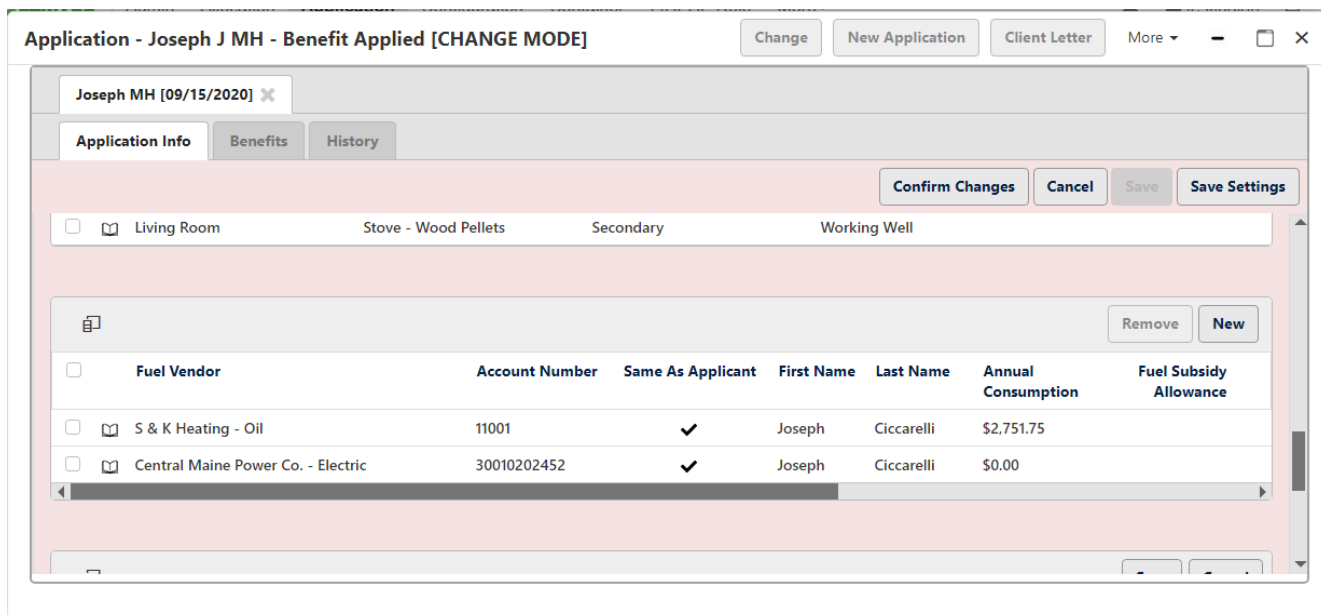 Application - Joseph J MH - Benefit Applied [CHANGE MODE] Change New Application Client Letter More
Joseph MH [09/15/2020]
Application Info Benefits History
Confirm Changes Cancel Save Save Settings
Living Room Stove - Wood Pellets Secondary Working Well
Remove New
Fuel Vendor Account Number Same As Applicant First Name Last Name Annual Consumption Fuel Subsidy Allowance
S & K Heating - Oil 11001 Joseph Ciccarelli $2,751.75
Central Maine Power Co. - Electric 30010202452 Joseph Ciccarelli $0.00